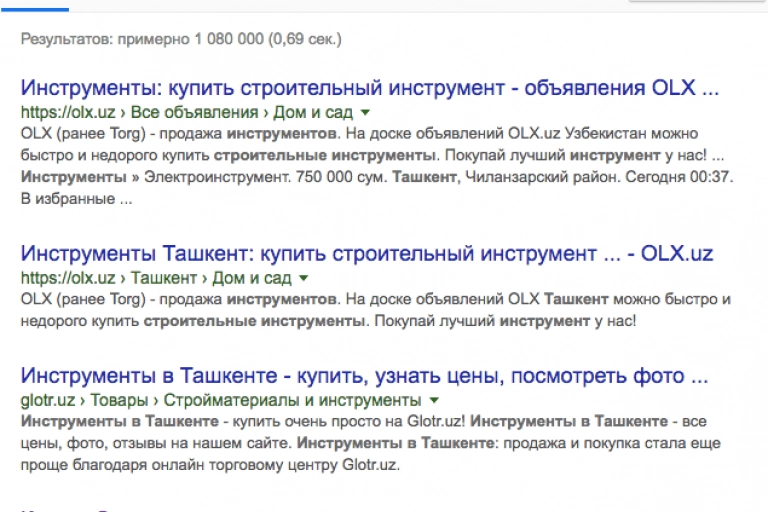 Результатов: примерно 1 080 000 (0,69 сек.)
Инструменты: купить строительный инструмент - объявления OLX ...
https://olx.uz › Все объявления › Дом и сад
OLX (ранее Torg) - продажа инструментов. На доске объявлений OLX.uz Узбекистан можно
быстро и недорого купить строительные инструменты. Покупай лучший инструмент у нас! ...
Инструменты » Электроинструмент. 750 000 сум. Ташкент, Чиланзарский район. Сегодня 00:37.
В избранные ...
Инструменты Ташкент: купить строительный инструмент ... - OLX.uz
https://olx.uz › Ташкент › Дом и сад
OLX (ранее Torg) - продажа инструментов. На доске объявлений OLX Ташкент можно быстро и
недорого купить строительные инструменты. Покупай лучший инструмент у нас!
Инструменты в Ташкенте - купить, узнать цены, посмотреть фото ...
glotr.uz › Товары › Стройматериалы и инструменты
Инструменты в Ташкенте - купить очень просто на Glotr.uz! Инструменты в Ташкенте - все
цены, фото, отзывы на нашем сайте. Инструменты в Ташкенте: продажа и покупка стала еще
проще благодаря онлайн торговому центру Glotr.uz.